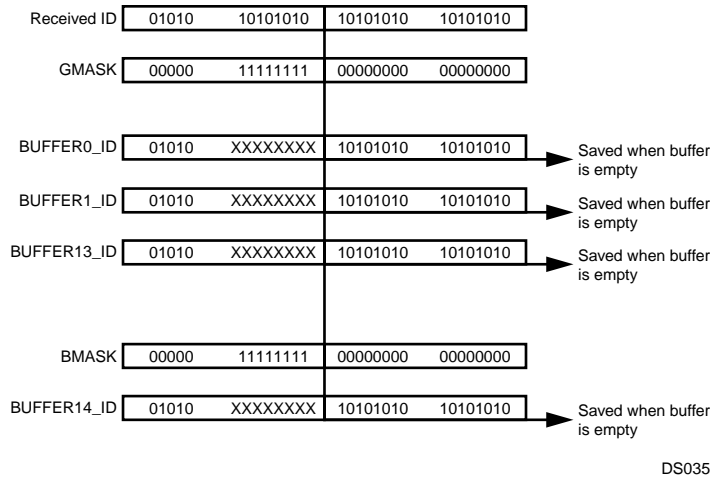 Received ID 01010 10101010 10101010 10101010
GMASK 00000 11111111 00000000 00000000
BUFFER0_ID 01010 XXXXXXXX 10101010 10101010
Saved when buffer
is empty
BUFFER1_ID 01010 XXXXXXXX 10101010 10101010
Saved when buffer
is empty
BUFFER13_ID 01010 XXXXXXXX 10101010 10101010
Saved when buffer
is empty
BMASK 00000 11111111 00000000 00000000
BUFFER14_ID 01010 XXXXXXXX 10101010 10101010
Saved when buffer
is empty
DS035